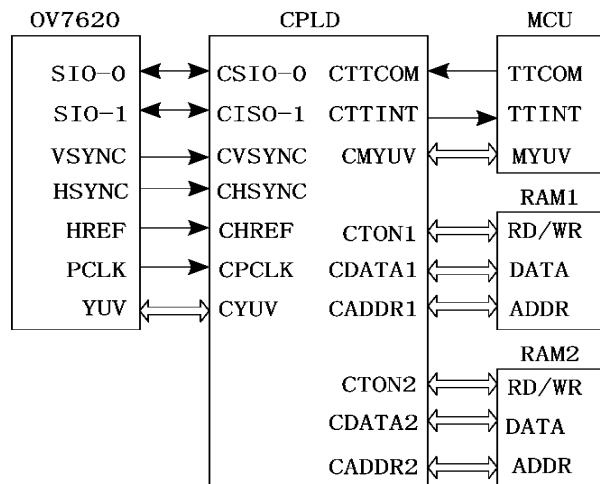 OV7620 CPLD MCU
SIO-0 CSIO-0 CTTCOM TTCOM
SIO-1 CISO-1 CTTINT TTINT
VSYNC CVSYNC CMYUV MYUV
HSYNC CHSYNC
RAM1
HREF CHREF CTON1 RD/WR
PCLK CPCLK CDATA1 DATA
YUV CYUV CADDR1 ADDR
RAM2
CTON2 RD/WR
CDATA2 DATA
CADDR2 ADDR